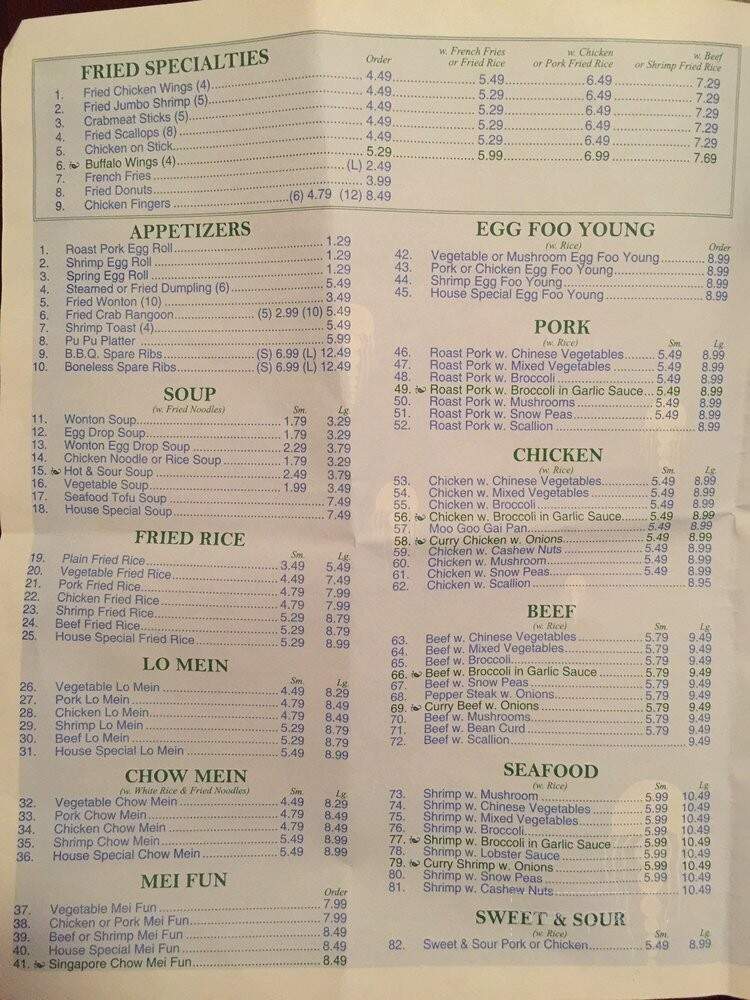 FRIED SPECIALTIES
Order
w. French Fries
or Fried Rice
w. Chicken
or Pork Fried Rice
w. Beef
or Shrimp Fried Rice
1. Fried Chicken Wings (4) 4.49 5.49 6.49 7.29
2. Fried Jumbo Shrimp (5) 4.49 5.29 6.49 7.29
3. Crabmeat Sticks (5) 4.49 5.29 6.49 7.29
4. Fried Scallops (8) 4.49 5.29 6.49 7.29
5. Chicken on Stick 4.49 5.29 6.49 7.29
6. Buffalo Wings (4) 5.29 5.99 6.99 7.69
7. French Fries (L) 2.49
8. Fried Donuts 3.99
9. Chicken Fingers (6) 4.79 (12) 8.49
APPETIZERS
1. Roast Pork Egg Roll 1.29
2. Shrimp Egg Roll 1.29
3. Spring Egg Roll 1.29
4. Steamed or Fried Dumpling (6) 5.49
5. Fried Wonton (10) 3.49
6. Fried Crab Rangoon (5) 2.99 (10) 5.49
7. Shrimp Toast (4) 5.49
8. Pu Pu Platter 5.99
9. B.B.Q. Spare Ribs (S) 6.99 (L) 12.49
10. Boneless Spare Ribs (S) 6.99 (L) 12.49
SOUP
(w. Fried Noodles) Sm. Lg.
11. Wonton Soup 1.79 3.29
12. Egg Drop Soup 1.79 3.29
13. Wonton Egg Drop Soup 2.29 3.79
14. Chicken Noodle or Rice Soup 1.79 3.29
15. Hot & Sour Soup 2.49 3.79
16. Vegetable Soup 1.99 3.49
17. Seafood Tofu Soup 7.49
18. House Special Soup 7.49
FRIED RICE
Sm. Lg.
19. Plain Fried Rice 3.49 5.49
20. Vegetable Fried Rice 4.49 7.49
21. Pork Fried Rice 4.79 7.99
22. Chicken Fried Rice 4.79 7.99
23. Shrimp Fried Rice 5.29 8.79
24. Beef Fried Rice 5.29 8.79
25. House Special Fried Rice 5.29 8.99
LO MEIN
Sm. Lg.
26. Vegetable Lo Mein 4.49 8.29
27. Pork Lo Mein 4.79 8.49
28. Chicken Lo Mein 4.79 8.49
29. Shrimp Lo Mein 5.29 8.79
30. Beef Lo Mein 5.29 8.79
31. House Special Lo Mein 5.49 8.99
CHOW MEIN
(w. White Rice & Fried Noodles) Sm. Lg.
32. Vegetable Chow Mein 4.49 8.29
33. Pork Chow Mein 4.79 8.49
34. Chicken Chow Mein 4.79 8.49
35. Shrimp Chow Mein 5.49 8.99
36. House Special Chow Mein 5.49 8.99
MEI FUN
Order
37. Vegetable Mei Fun 7.99
38. Chicken or Pork Mei Fun 7.99
39. Beef or Shrimp Mei Fun 8.49
40. House Special Mei Fun 8.49
41. Singapore Chow Mei Fun 8.49
EGG FOO YOUNG
(w. Rice) Order
42. Vegetable or Mushroom Egg Foo Young 8.99
43. Pork or Chicken Egg Foo Young 8.99
44. Shrimp Egg Foo Young 8.99
45. House Special Egg Foo Young 8.99
PORK
(w. Rice) Sm. Lg.
46. Roast Pork w. Chinese Vegetables 5.49 8.99
47. Roast Pork w. Mixed Vegetables 5.49 8.99
48. Roast Pork w. Broccoli 5.49 8.99
49. Roast Pork w. Broccoli in Garlic Sauce 5.49 8.99
50. Roast Pork w. Mushrooms 5.49 8.99
51. Roast Pork w. Snow Peas 5.49 8.99
52. Roast Pork w. Scallion 8.99
CHICKEN
(w. Rice) Sm. Lg.
53. Chicken w. Chinese Vegetables 5.49 8.99
54. Chicken w. Mixed Vegetables 5.49 8.99
55. Chicken w. Broccoli 5.49 8.99
56. Chicken w. Broccoli in Garlic Sauce 5.49 8.99
57. Moo Goo Gai Pan 5.49 8.99
58. Curry Chicken w. Onions 5.49 8.99
59. Chicken w. Cashew Nuts 5.49 8.99
60. Chicken w. Mushroom 5.49 8.99
61. Chicken w. Snow Peas 5.49 8.99
62. Chicken w. Scallion 8.95
BEEF
(w. Rice) Sm. Lg.
63. Beef w. Chinese Vegetables 5.79 9.49
64. Beef w. Mixed Vegetables 5.79 9.49
65. Beef w. Broccoli 5.79 9.49
66. Beef w. Broccoli in Garlic Sauce 5.79 9.49
67. Beef w. Snow Peas 5.79 9.49
68. Pepper Steak w. Onions 5.79 9.49
69. Curry Beef w. Onions 5.79 9.49
70. Beef w. Mushrooms 5.79 9.49
71. Beef w. Bean Curd 5.79 9.49
72. Beef w. Scallion 9.49
SEAFOOD
(w. Rice) Sm. Lg.
73. Shrimp w. Mushroom 5.99 10.49
74. Shrimp w. Chinese Vegetables 5.99 10.49
75. Shrimp w. Mixed Vegetables 5.99 10.49
76. Shrimp w. Broccoli 5.99 10.49
77. Shrimp w. Broccoli in Garlic Sauce 5.99 10.49
78. Shrimp w. Lobster Sauce 5.99 10.49
79. Curry Shrimp w. Onions 5.99 10.49
80. Shrimp w. Snow Peas 5.99 10.49
81. Shrimp w. Cashew Nuts 10.49
SWEET & SOUR
(w. Rice) Sm. Lg.
82. Sweet & Sour Pork or Chicken 5.49 8.99